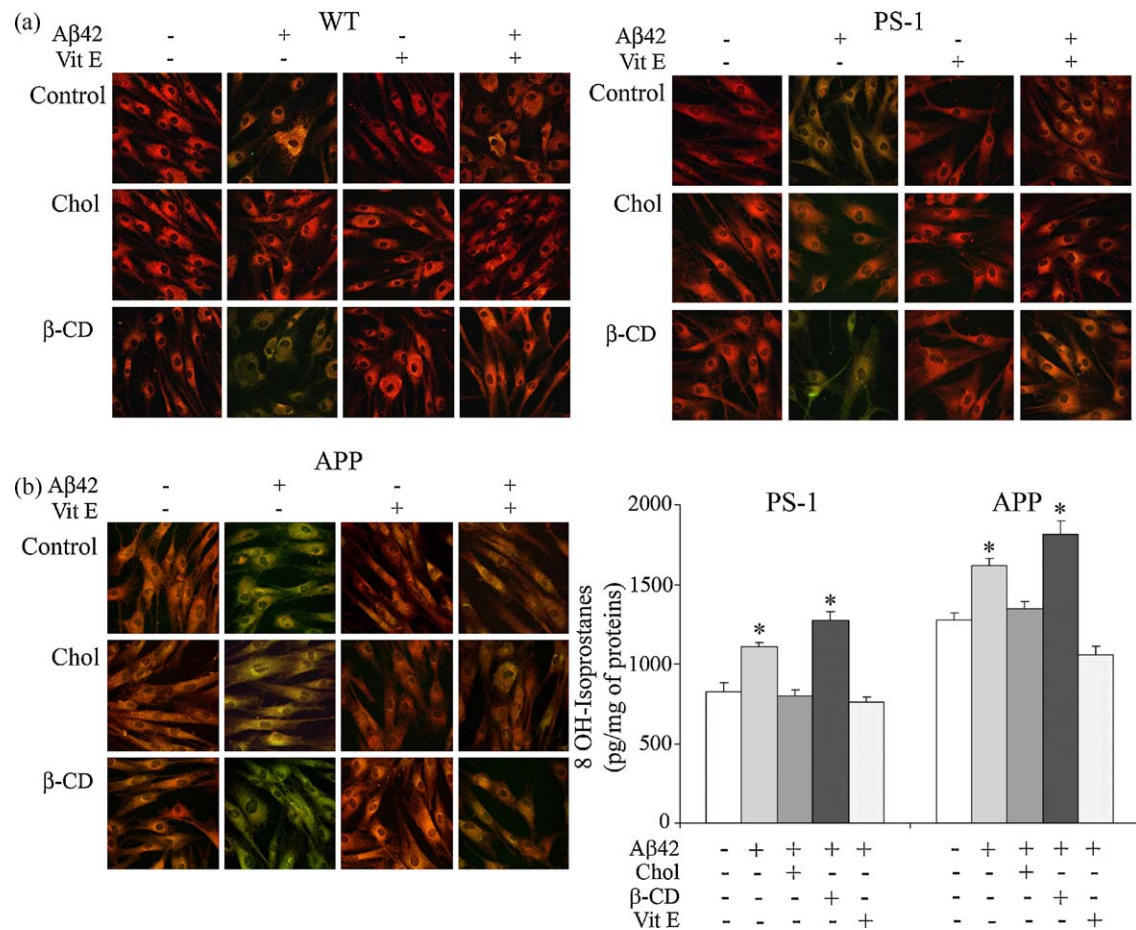 (a) WT
Aβ42 - + - +
Vit E - - + +
Control
Chol
β-CD
PS-1
Aβ42 - + - +
Vit E - - + +
Control
Chol
β-CD
(b) APP
Aβ42 - + - +
Vit E - - + +
Control
Chol
β-CD
8 OH-Isoprostanes
(pg/mg of proteins)
PS-1 APP
2000
1500
1000
500
0
* * * *
Aβ42 - + + + + - + + + +
Chol - - + - - - - + - -
β-CD - - - + - - - - + -
Vit E - - - - + - - - - +